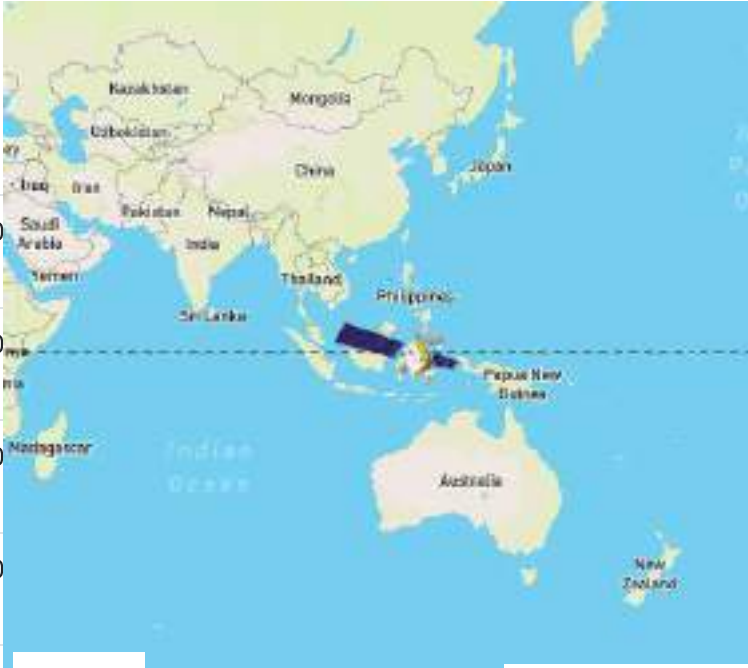 Kazakhstan
Mongolia
Uzbekistan
Japan
China
Iraq
Iran
Pakistan
Nepal
Saudi
Arabia
India
Yemen
Thailand
Philippines
Sri Lanka
Papua New
Guinea
Madagascar
Indian
Ocean
Australia
New
Zealand